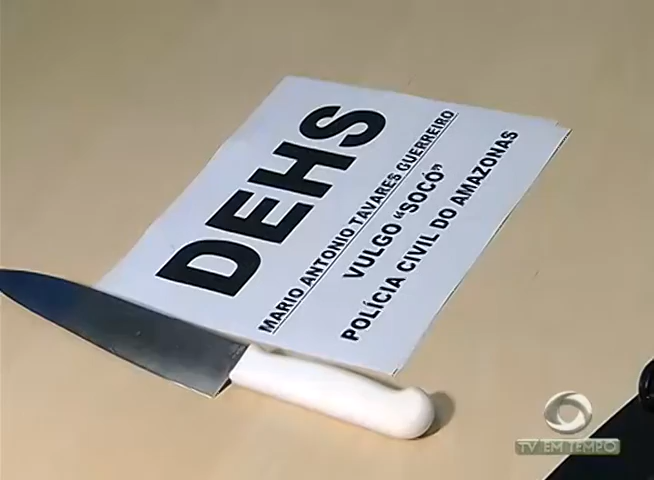 DEHS
MARIO ANTONIO TAVARES GUERREIRO
VULGO “SOCÓ”
POLÍCIA CIVIL DO AMAZONAS
TV EM TEMPO